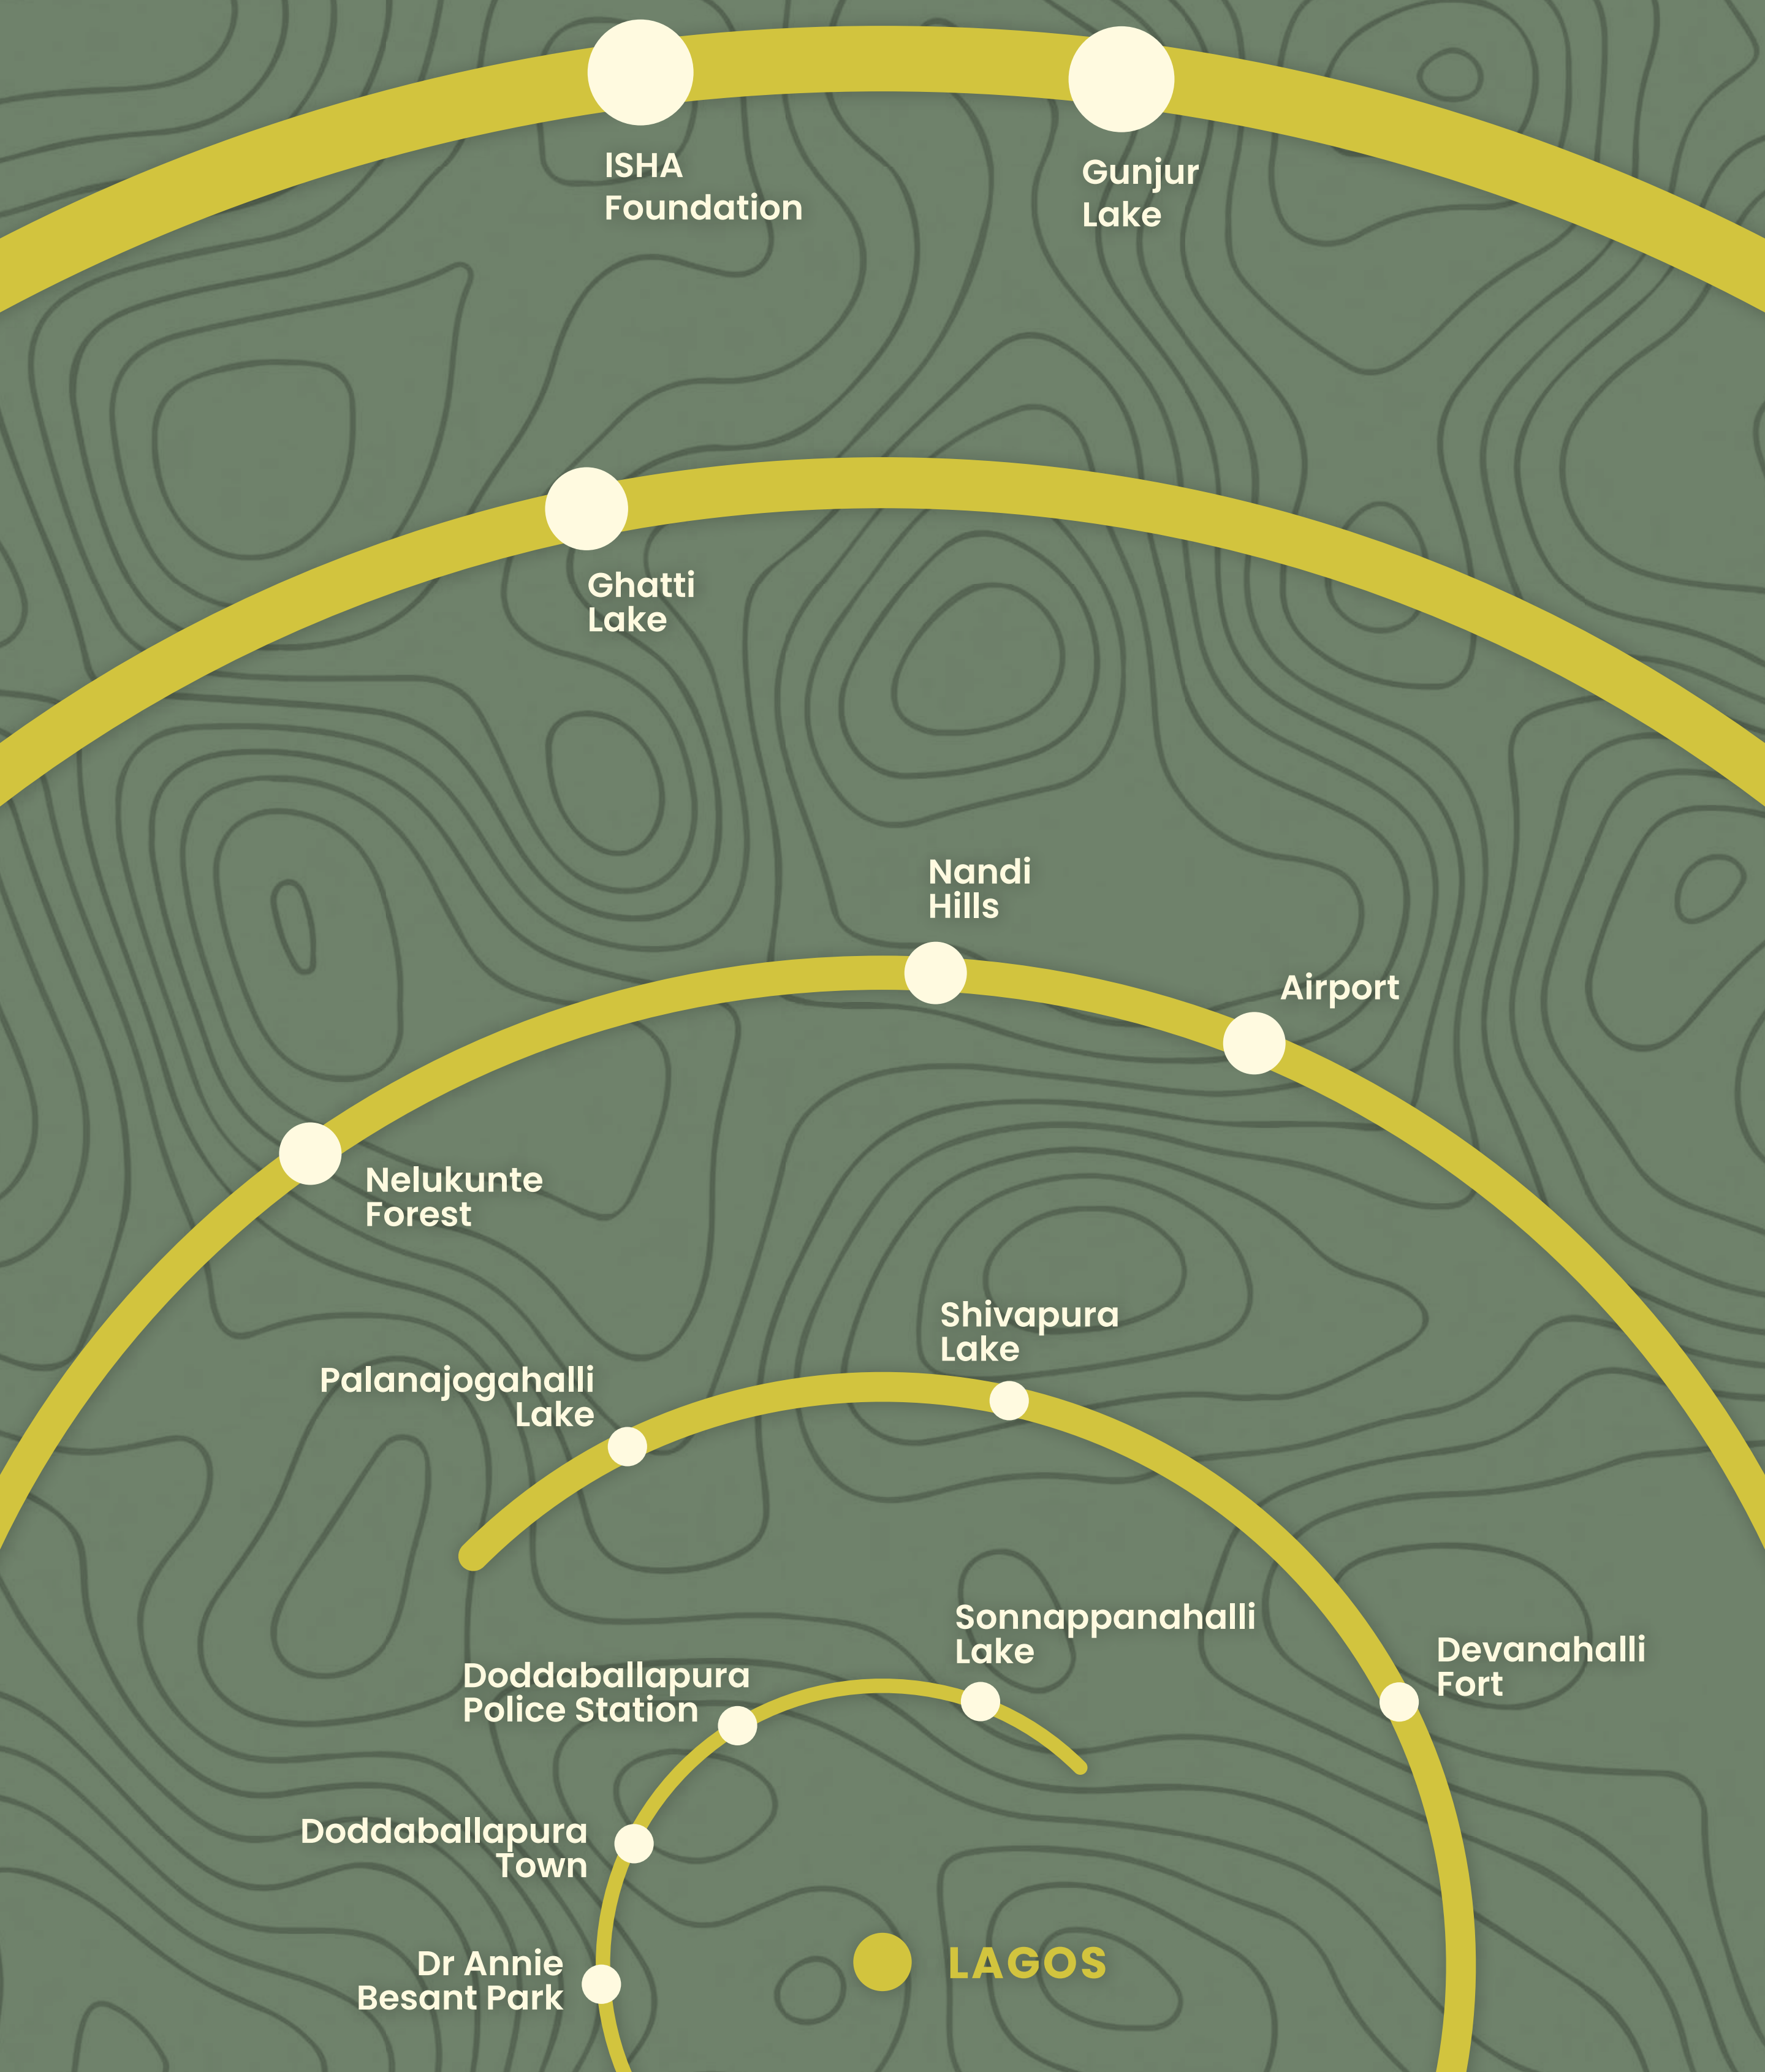 ISHA
Foundation
Gunjur
Lake
Ghatti
Lake
Nandi
Hills
Airport
Nelukunte
Forest
Shivapura
Lake
Palanajogahalli
Lake
Sonnappanahalli
Lake
Devanahalli
Fort
Doddaballapura
Police Station
Doddaballapura
Town
Dr Annie
Besant Park
LAGOS